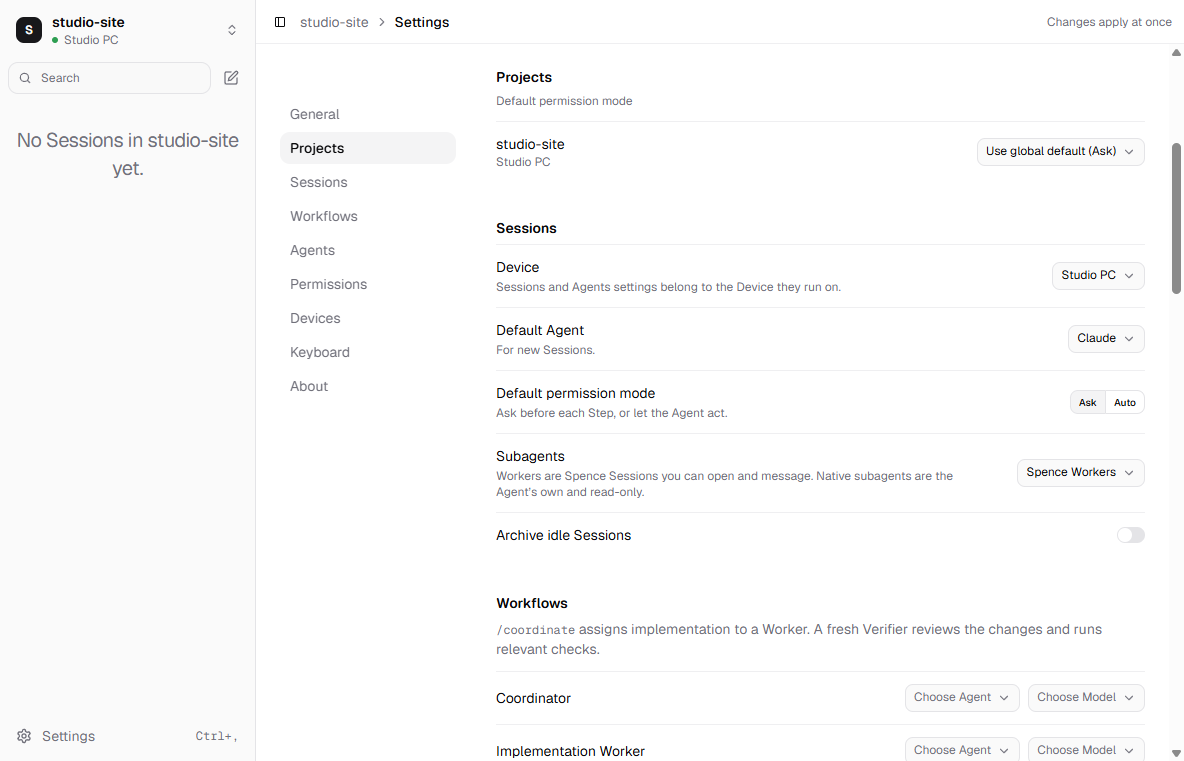 S
studio-site
Studio PC
Search
No Sessions in studio-site
yet.
Settings
Ctrl+,
studio-site > Settings
Changes apply at once
General
Projects
Sessions
Workflows
Agents
Permissions
Devices
Keyboard
About
Projects
Default permission mode
studio-site
Studio PC
Use global default (Ask)
Sessions
Device
Sessions and Agents settings belong to the Device they run on.
Studio PC
Default Agent
For new Sessions.
Claude
Default permission mode
Ask before each Step, or let the Agent act.
Ask
Auto
Subagents
Workers are Spence Sessions you can open and message. Native subagents are the
Agent's own and read-only.
Spence Workers
Archive idle Sessions
Workflows
/coordinate assigns implementation to a Worker. A fresh Verifier reviews the changes and runs
relevant checks.
Coordinator
Choose Agent
Choose Model
Implementation Worker
Choose Agent
Choose Model